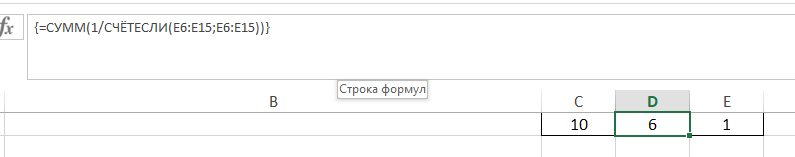 fx {=СУММ(1/СЧЁТЕСЛИ(E6:E15;E6:E15))}
Строка формул
B C D E
10 6 1